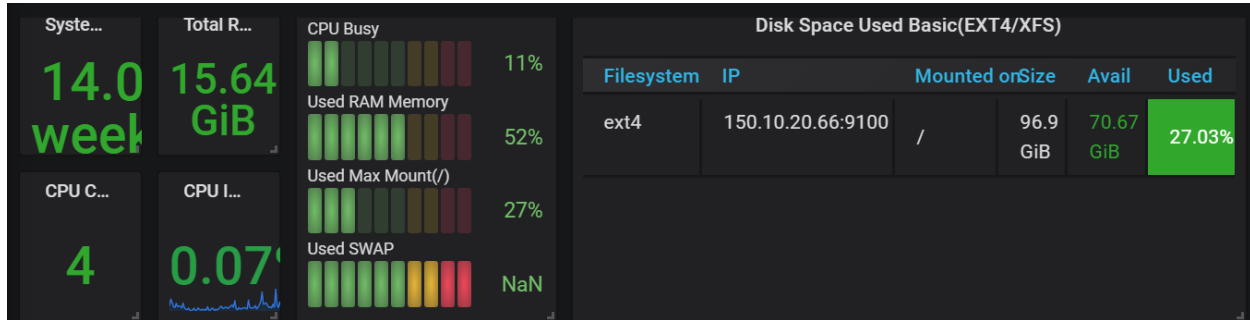 Syste...
14.0
week
Total R...
15.64
GiB
CPU C...
4
CPU I...
0.07
CPU Busy
11%
Used RAM Memory
52%
Used Max Mount(/)
27%
Used SWAP
NaN
Disk Space Used Basic(EXT4/XFS)
Filesystem IP Mounted on Size Avail Used
ext4 150.10.20.66:9100 / 96.9 GiB 70.67 GiB 27.03%